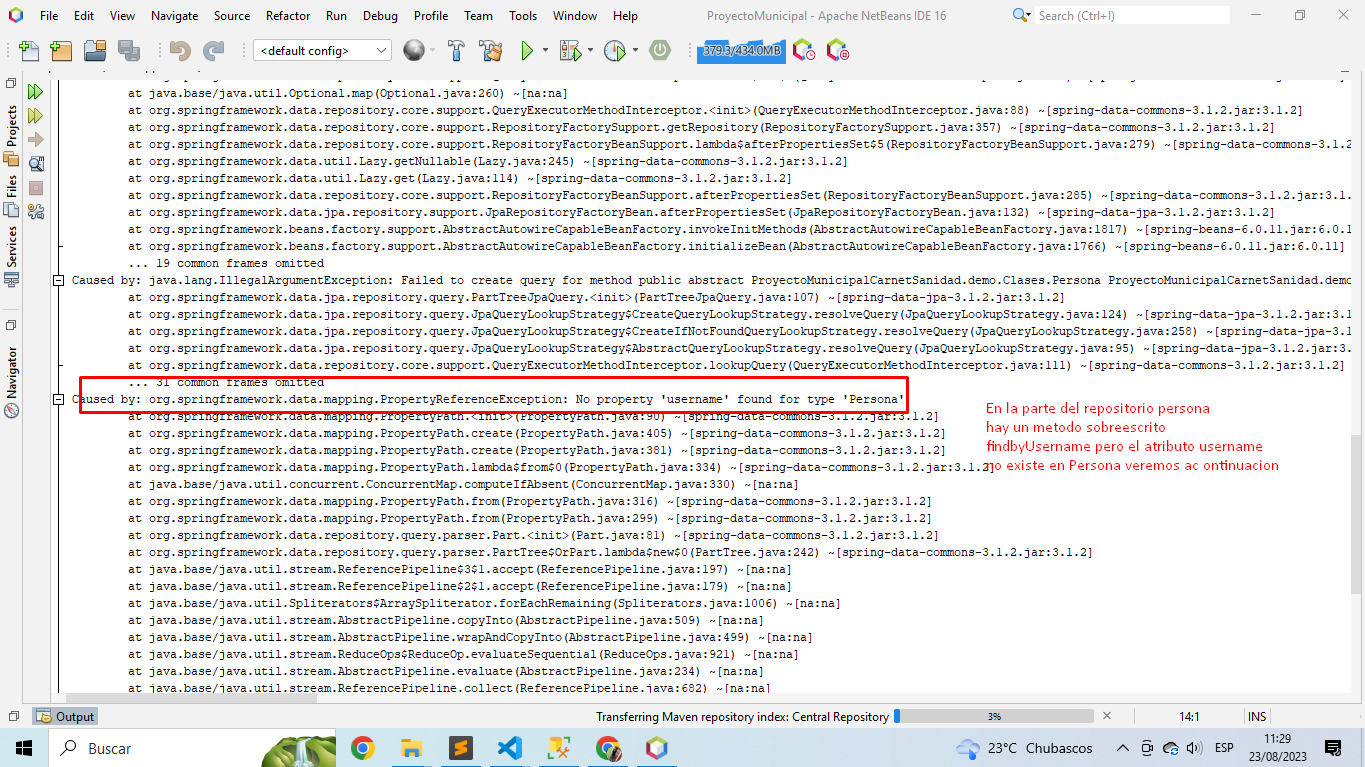 File Edit View Navigate Source Refactor Run Debug Profile Team Tools Window Help
ProyectoMunicipal - Apache NetBeans IDE 16
Search (Ctrl+I)
<default config>
379.3/434.0MB
Projects
Files
Services
Navigator
at java.base/java.util.Optional.map(Optional.java:260) ~[na:na]
at org.springframework.data.repository.core.support.QueryExecutorMethodInterceptor.<init>(QueryExecutorMethodInterceptor.java:88) ~[spring-data-commons-3.1.2.jar:3.1.2]
at org.springframework.data.repository.core.support.RepositoryFactorySupport.getRepository(RepositoryFactorySupport.java:357) ~[spring-data-commons-3.1.2.jar:3.1.2]
at org.springframework.data.repository.core.support.RepositoryFactoryBeanSupport.lambda$afterPropertiesSet$5(RepositoryFactoryBeanSupport.java:279) ~[spring-data-commons-3.1.2
at org.springframework.data.util.Lazy.getNullable(Lazy.java:245) ~[spring-data-commons-3.1.2.jar:3.1.2]
at org.springframework.data.util.Lazy.get(Lazy.java:114) ~[spring-data-commons-3.1.2.jar:3.1.2]
at org.springframework.data.repository.core.support.RepositoryFactoryBeanSupport.afterPropertiesSet(RepositoryFactoryBeanSupport.java:285) ~[spring-data-commons-3.1.2.jar:3.1.
at org.springframework.data.jpa.repository.support.JpaRepositoryFactoryBean.afterPropertiesSet(JpaRepositoryFactoryBean.java:132) ~[spring-data-jpa-3.1.2.jar:3.1.2]
at org.springframework.beans.factory.support.AbstractAutowireCapableBeanFactory.invokeInitMethods(AbstractAutowireCapableBeanFactory.java:1817) ~[spring-beans-6.0.11.jar:6.0.11
at org.springframework.beans.factory.support.AbstractAutowireCapableBeanFactory.initializeBean(AbstractAutowireCapableBeanFactory.java:1766) ~[spring-beans-6.0.11.jar:6.0.11]
... 19 common frames omitted
Caused by: java.lang.IllegalArgumentException: Failed to create query for method public abstract ProyectoMunicipalCarnetSanidad.demo.Clases.Persona ProyectoMunicipalCarnetSanidad.demo
at org.springframework.data.jpa.repository.query.PartTreeJpaQuery.<init>(PartTreeJpaQuery.java:107) ~[spring-data-jpa-3.1.2.jar:3.1.2]
at org.springframework.data.jpa.repository.query.JpaQueryLookupStrategy$CreateQueryLookupStrategy.resolveQuery(JpaQueryLookupStrategy.java:124) ~[spring-data-jpa-3.1.2.jar:3.1
at org.springframework.data.jpa.repository.query.JpaQueryLookupStrategy$CreateIfNotFoundQueryLookupStrategy.resolveQuery(JpaQueryLookupStrategy.java:258) ~[spring-data-jpa-3.1
at org.springframework.data.jpa.repository.query.JpaQueryLookupStrategy$AbstractQueryLookupStrategy.resolveQuery(JpaQueryLookupStrategy.java:95) ~[spring-data-jpa-3.1.2.jar:3.
at org.springframework.data.repository.core.support.QueryExecutorMethodInterceptor.lookupQuery(QueryExecutorMethodInterceptor.java:111) ~[spring-data-commons-3.1.2.jar:3.1.2]
... 31 common frames omitted
Caused by: org.springframework.data.mapping.PropertyReferenceException: No property 'username' found for type 'Persona'
at org.springframework.data.mapping.PropertyPath.<init>(PropertyPath.java:90) ~[spring-data-commons-3.1.2.jar:3.1.2]
at org.springframework.data.mapping.PropertyPath.create(PropertyPath.java:405) ~[spring-data-commons-3.1.2.jar:3.1.2]
at org.springframework.data.mapping.PropertyPath.create(PropertyPath.java:381) ~[spring-data-commons-3.1.2.jar:3.1.2]
at org.springframework.data.mapping.PropertyPath.lambda$from$0(PropertyPath.java:334) ~[spring-data-commons-3.1.2.jar:3.1.2]
at java.base/java.util.concurrent.ConcurrentMap.computeIfAbsent(ConcurrentMap.java:330) ~[na:na]
at org.springframework.data.mapping.PropertyPath.from(PropertyPath.java:316) ~[spring-data-commons-3.1.2.jar:3.1.2]
at org.springframework.data.mapping.PropertyPath.from(PropertyPath.java:299) ~[spring-data-commons-3.1.2.jar:3.1.2]
at org.springframework.data.repository.query.parser.Part.<init>(Part.java:81) ~[spring-data-commons-3.1.2.jar:3.1.2]
at org.springframework.data.repository.query.parser.PartTree$OrPart.lambda$new$0(PartTree.java:242) ~[spring-data-commons-3.1.2.jar:3.1.2]
at java.base/java.util.stream.ReferencePipeline$3$1.accept(ReferencePipeline.java:197) ~[na:na]
at java.base/java.util.stream.ReferencePipeline$2$1.accept(ReferencePipeline.java:179) ~[na:na]
at java.base/java.util.Spliterators$ArraySpliterator.forEachRemaining(Spliterators.java:1006) ~[na:na]
at java.base/java.util.stream.AbstractPipeline.copyInto(AbstractPipeline.java:509) ~[na:na]
at java.base/java.util.stream.AbstractPipeline.wrapAndCopyInto(AbstractPipeline.java:499) ~[na:na]
at java.base/java.util.stream.ReduceOps$ReduceOp.evaluateSequential(ReduceOps.java:921) ~[na:na]
at java.base/java.util.stream.AbstractPipeline.evaluate(AbstractPipeline.java:234) ~[na:na]
at java.base/java.util.stream.ReferencePipeline.collect(ReferencePipeline.java:682) ~[na:na]
En la parte del repositorio persona
hay un metodo sobreescrito
findbyUsername pero el atributo username
no existe en Persona veremos ac ontinuacion
Output
Transferring Maven repository index: Central Repository
3%
14:1
INS
Buscar
23°C Chubascos
ESP
11:29
23/08/2023